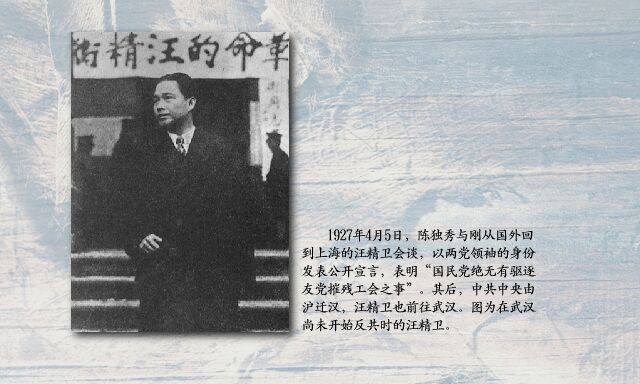 革命的汪精衛
1927年4月5日，陈独秀与刚从国外回
到上海的汪精卫会谈，以两党领袖的身份
发表公开宣言，表明“国民党绝无有驱逐
友党摧残工会之事”。其后，中共中央由
沪迁汉，汪精卫也前往武汉。图为在武汉
尚未开始反共时的汪精卫。